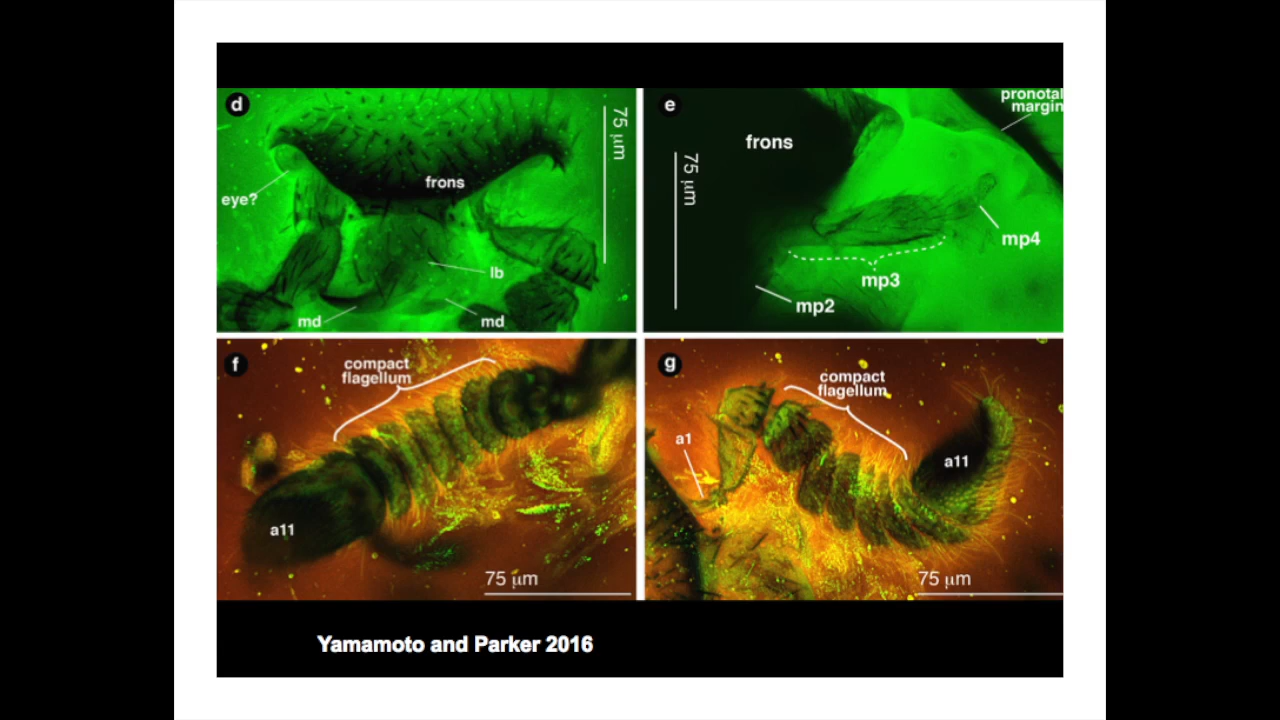 d
75 μm
eye?
frons
lb
md
md
e
frons
75 μm
pronotal
margin
mp4
mp3
mp2
f
compact
flagellum
a11
75 μm
g
compact
flagellum
a1
a11
75 μm
Yamamoto and Parker 2016